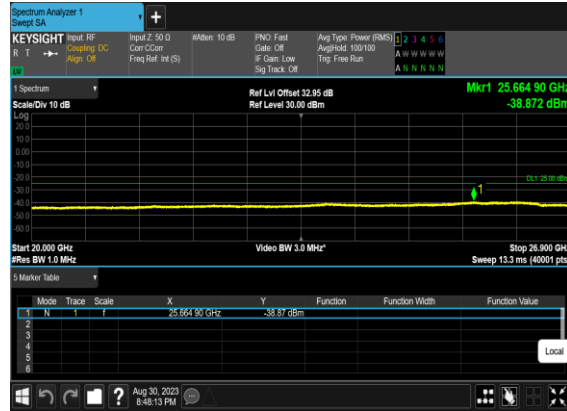 Spectrum Analyzer 1
Swept SA
+
KEYSIGHT Input: RF Input Z: 50 Ω #Atten: 10 dB PNO: Fast Avg Type: Power (RMS) 1 2 3 4 5 6
R T Coupling: DC Corr CCorr Gate: Off Avg|Hold: 100/100 A W W W W W
Align: Off Freq Ref: Int (S) IF Gain: Low Trig: Free Run
Sig Track: Off A N N N N N
1 Spectrum Ref Lvl Offset 32.95 dB Mkr1 25.664 90 GHz
Scale/Div 10 dB Ref Level 30.00 dBm -38.872 dBm
Log
20.0
10.0
0.00
-10.0
-20.0
-30.0 DL1 -25.00 dBm
1
-40.0
-50.0
-60.0
Start 20.000 GHz Video BW 3.0 MHz* Stop 26.900 GHz
#Res BW 1.0 MHz Sweep 13.3 ms (40001 pts)
5 Marker Table
Mode Trace Scale X Y Function Function Width Function Value
1 N 1 f 25.664 90 GHz -38.87 dBm
2
3
4
5
6
Local
? Aug 30, 2023
8:48:13 PM